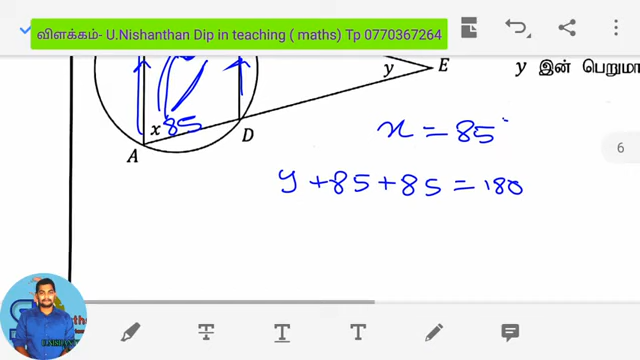 விளக்கம்- U.Nishanthan Dip in teaching ( maths) Tp 0770367264
y
E
y இன் பெறுமா
x 85
D
A
x = 85°
6
y + 85 + 85 = 180